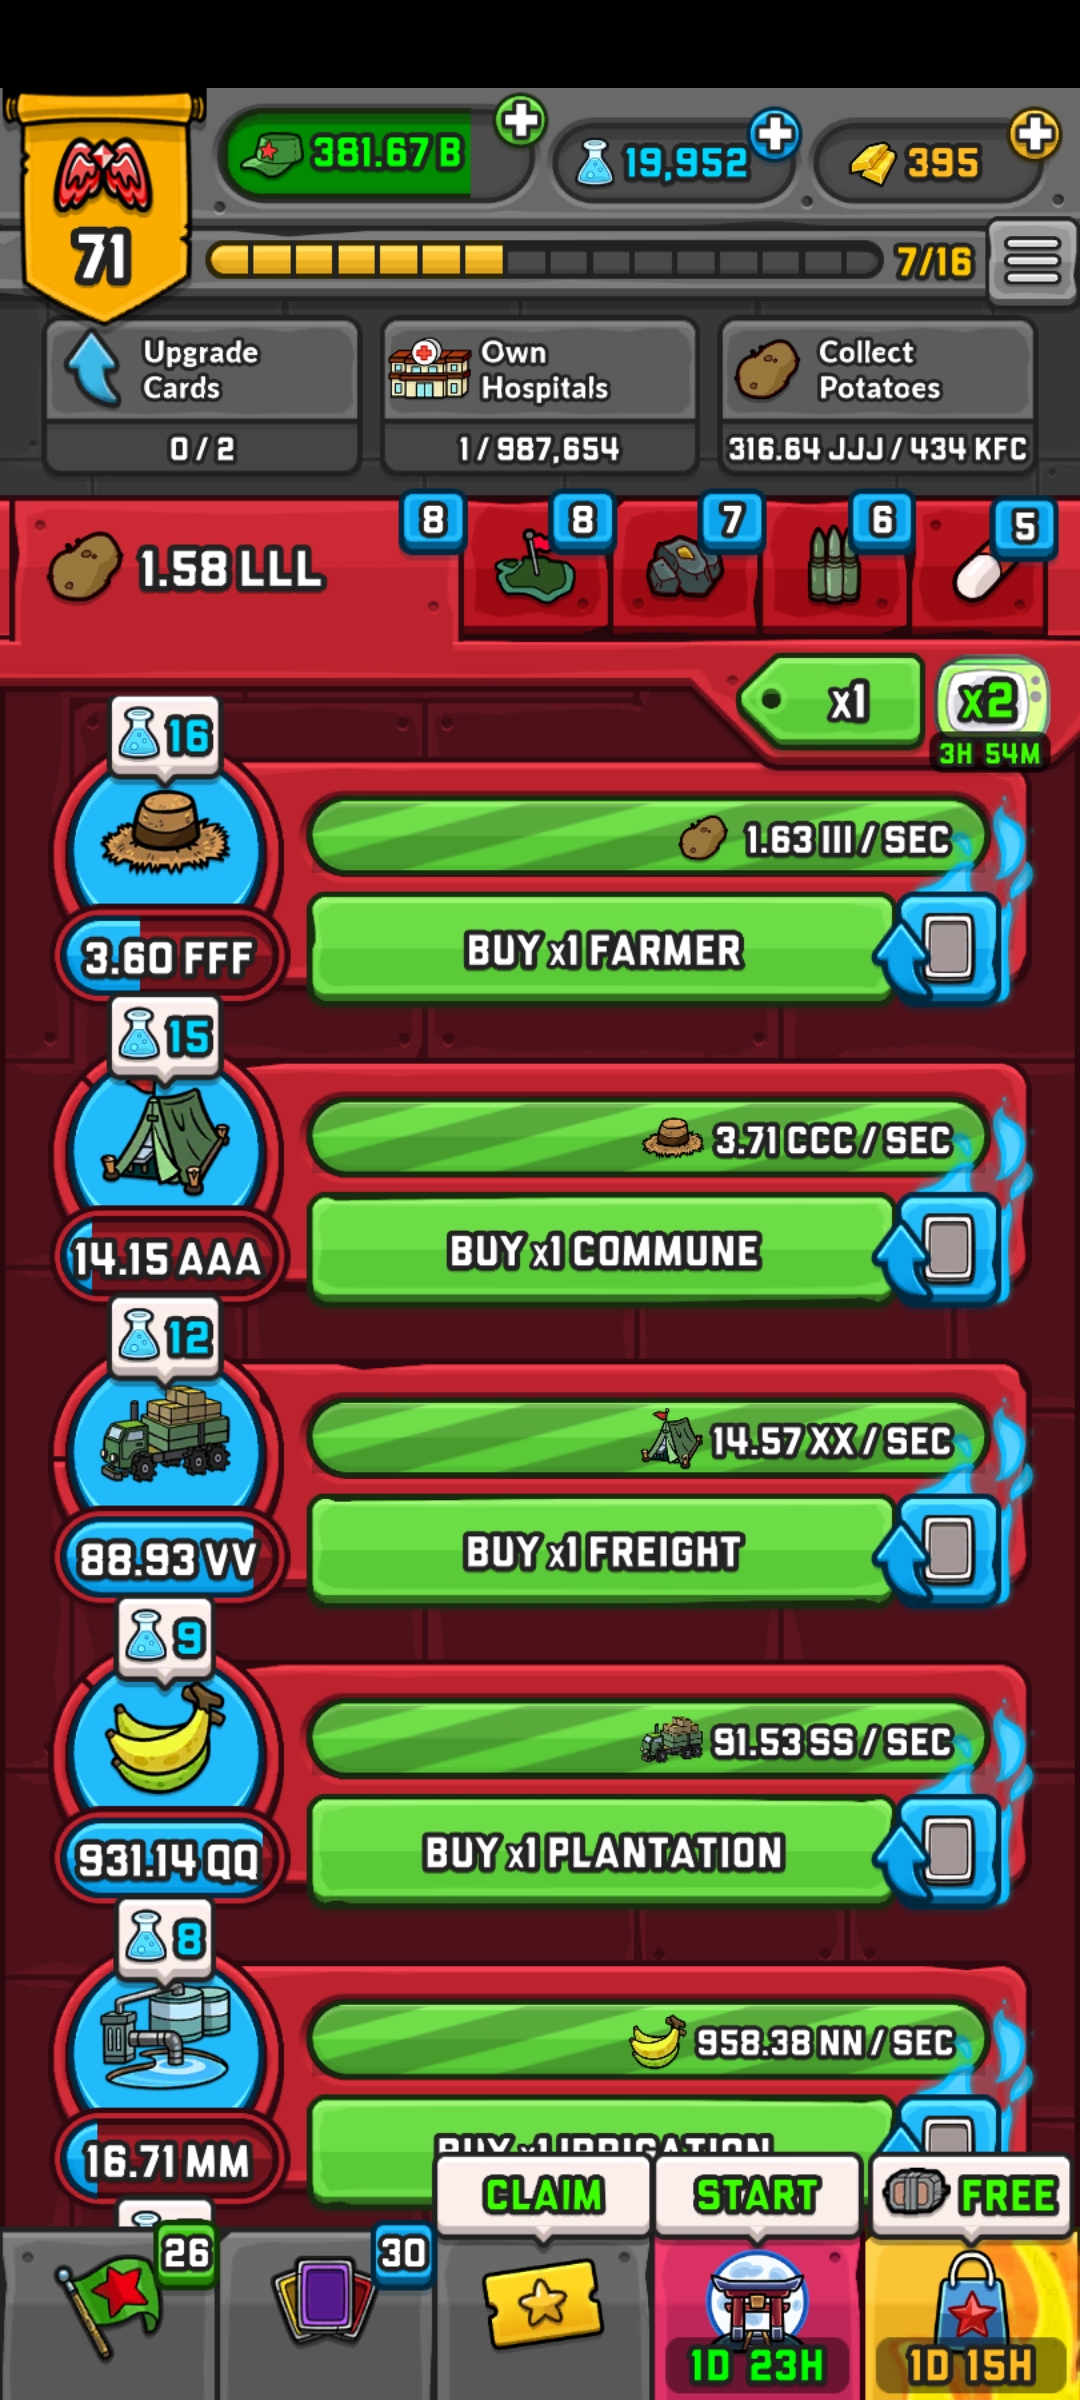 71
381.67 B
19,952
395
7/16
Upgrade
Cards
0 / 2
Own
Hospitals
1 / 987,654
Collect
Potatoes
316.64 JJJ / 434 KFC
1.58 LLL
8
8
7
6
5
x1
x2
3H 54M
16
1.63 III / SEC
BUY x1 FARMER
3.60 FFF
15
3.71 CCC / SEC
BUY x1 COMMUNE
14.15 AAA
12
14.57 XX / SEC
BUY x1 FREIGHT
88.93 VV
9
91.53 SS / SEC
BUY x1 PLANTATION
931.14 QQ
8
958.38 NN / SEC
BUY x1 IRRIGATION
16.71 MM
CLAIM
START
FREE
26
30
1D 23H
1D 15H